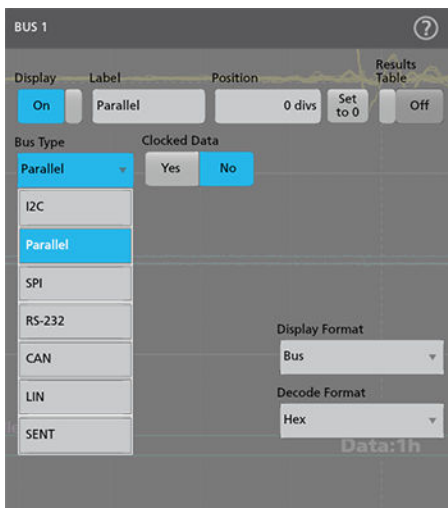 BUS 1
?
Display Label Position Results Table
On Parallel 0 divs Set to 0 Off
Bus Type Clocked Data
Parallel Yes No
I2C
Parallel
SPI
RS-232
CAN
LIN
SENT
Display Format
Bus
Decode Format
Hex
Data:1h